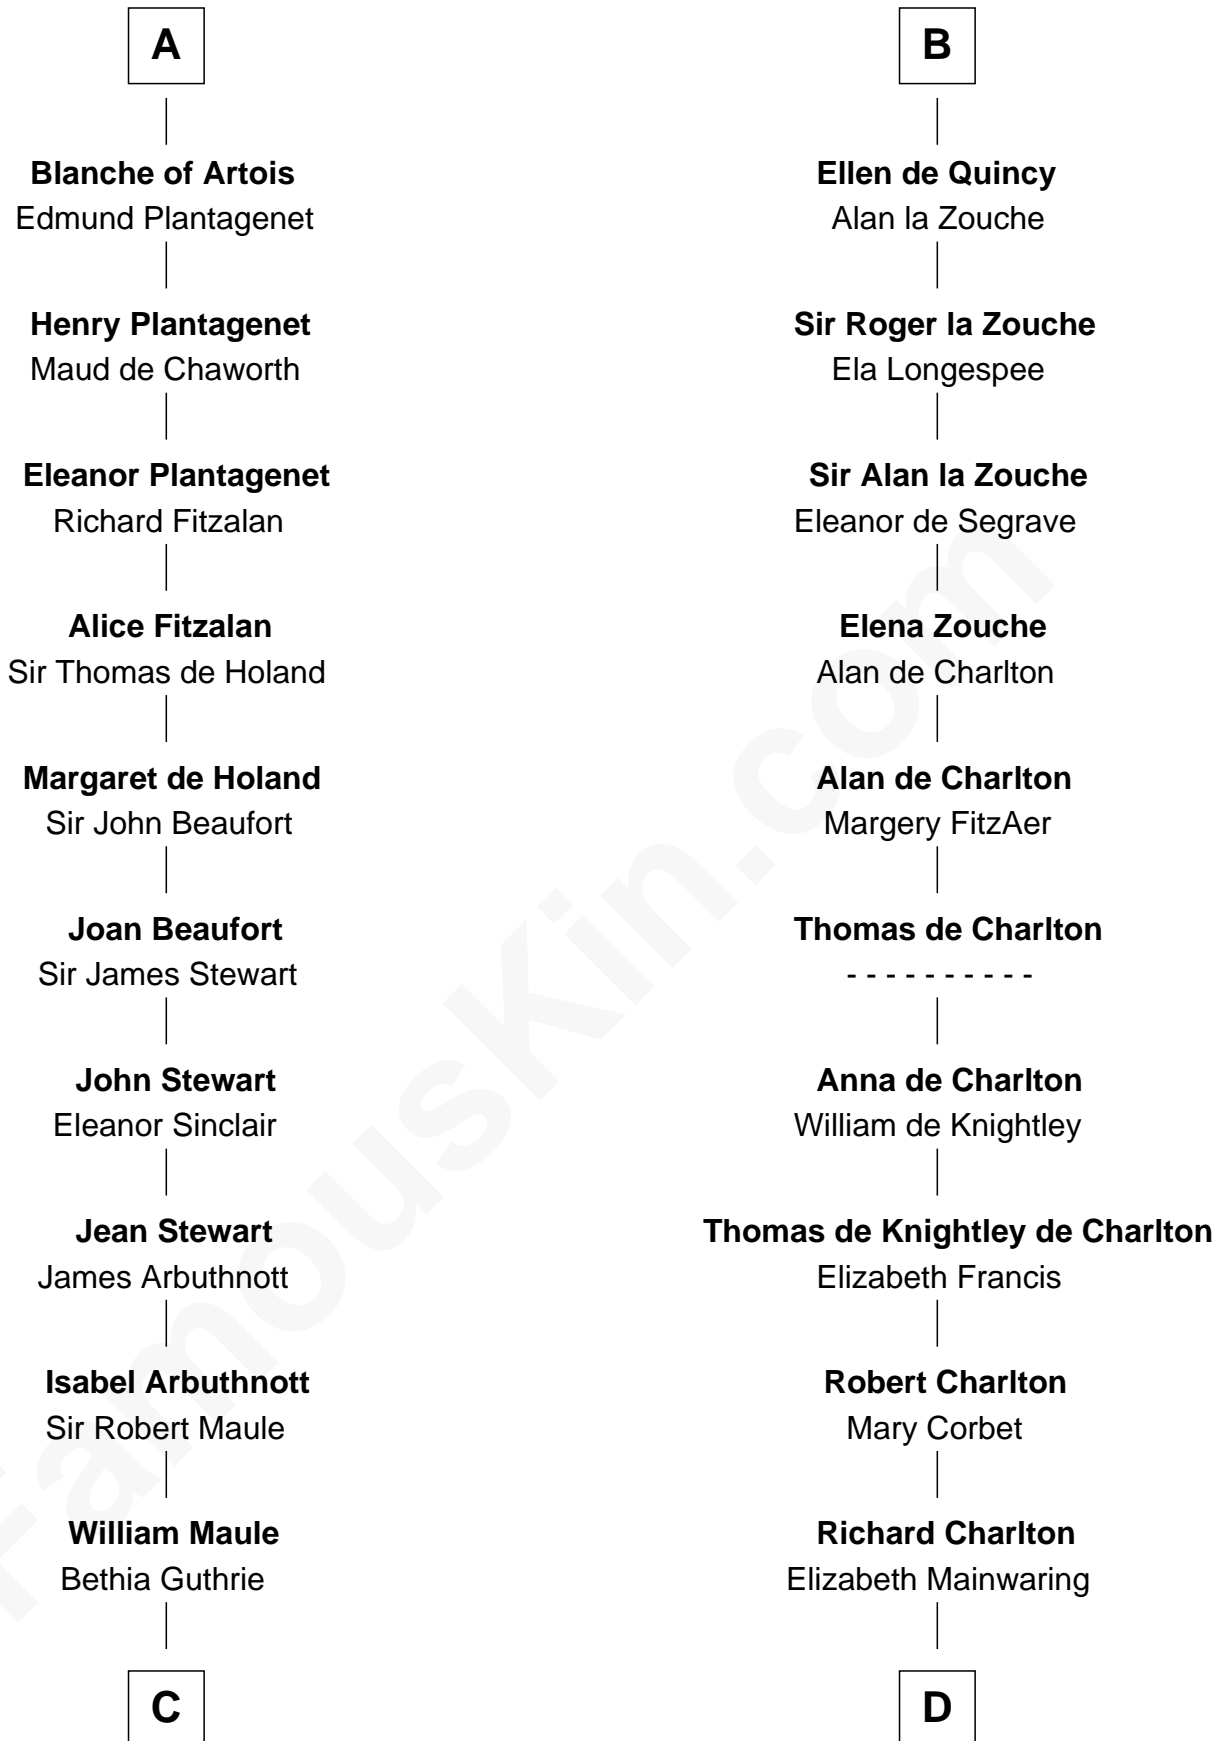 A
Blanche of Artois
Edmund Plantagenet
Henry Plantagenet
Maud de Chaworth
Eleanor Plantagenet
Richard Fitzalan
Alice Fitzalan
Sir Thomas de Holand
Margaret de Holand
Sir John Beaufort
Joan Beaufort
Sir James Stewart
John Stewart
Eleanor Sinclair
Jean Stewart
James Arbuthnott
Isabel Arbuthnott
Sir Robert Maule
William Maule
Bethia Guthrie
C
B
Ellen de Quincy
Alan la Zouche
Sir Roger la Zouche
Ela Longespee
Sir Alan la Zouche
Eleanor de Segrave
Elena Zouche
Alan de Charlton
Alan de Charlton
Margery FitzAer
Thomas de Charlton
- - - - - - - - - -
Anna de Charlton
William de Knightley
Thomas de Knightley de Charlton
Elizabeth Francis
Robert Charlton
Mary Corbet
Richard Charlton
Elizabeth Mainwaring
D
FamousKin.com